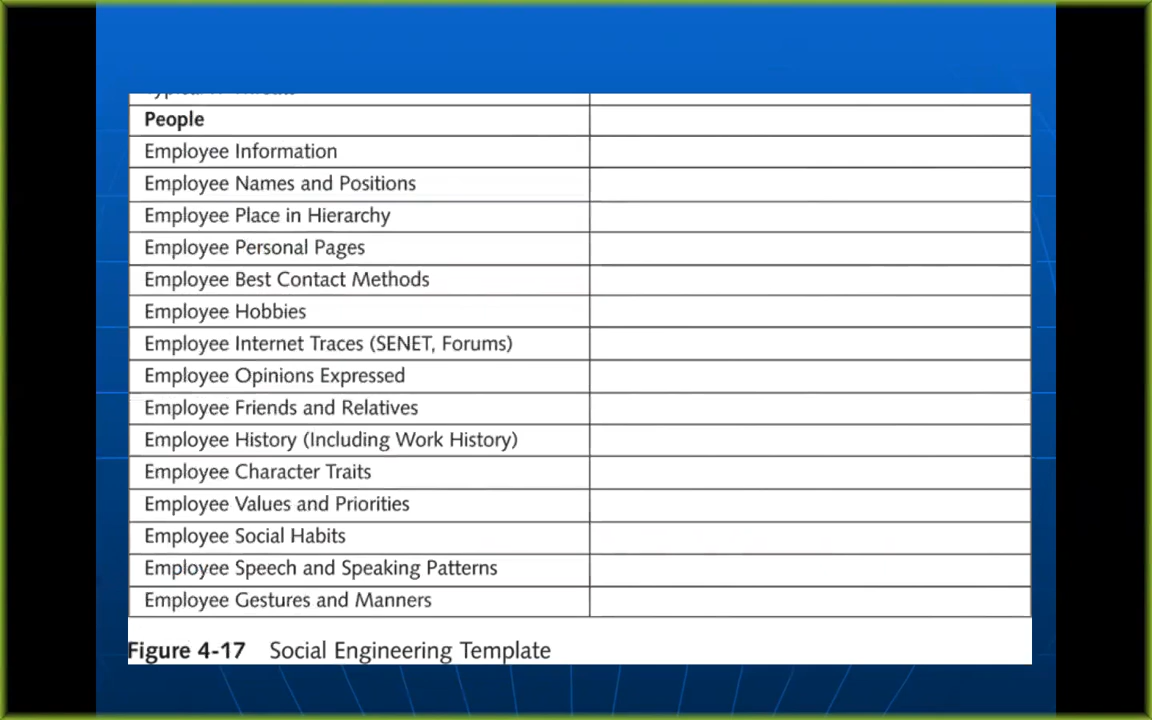 People
Employee Information
Employee Names and Positions
Employee Place in Hierarchy
Employee Personal Pages
Employee Best Contact Methods
Employee Hobbies
Employee Internet Traces (SENET, Forums)
Employee Opinions Expressed
Employee Friends and Relatives
Employee History (Including Work History)
Employee Character Traits
Employee Values and Priorities
Employee Social Habits
Employee Speech and Speaking Patterns
Employee Gestures and Manners
Figure 4-17 Social Engineering Template